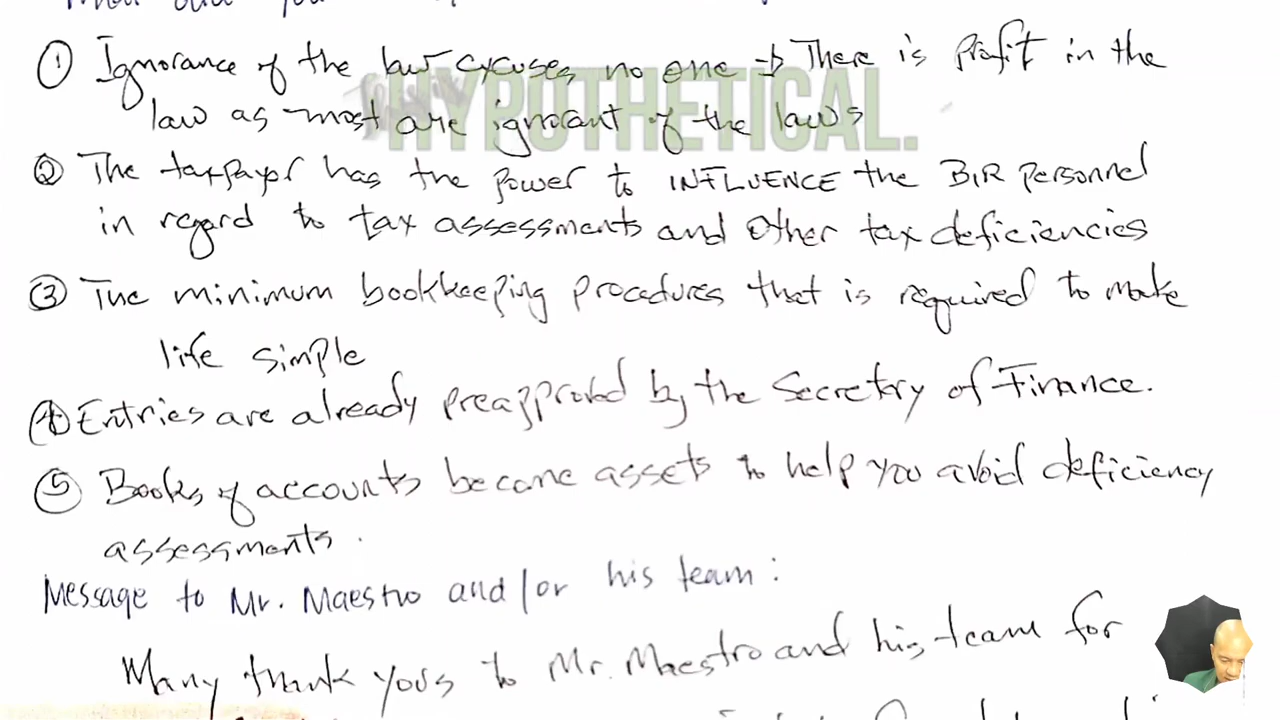 ① Ignorance of the law excuses no one => There is profit in the
law as most are ignorant of the laws
HYPOTHETICAL.
② The taxpayer has the power to INFLUENCE the BIR personnel
in regard to tax assessments and other tax deficiencies
③ The minimum bookkeeping procedures that is required to make
life simple
④ Entries are already preapproved by the Secretary of Finance.
⑤ Books of accounts become assets to help you avoid deficiency
assessments.
Message to Mr. Maestro and/or his team:
Many thank yous to Mr. Maestro and his team for